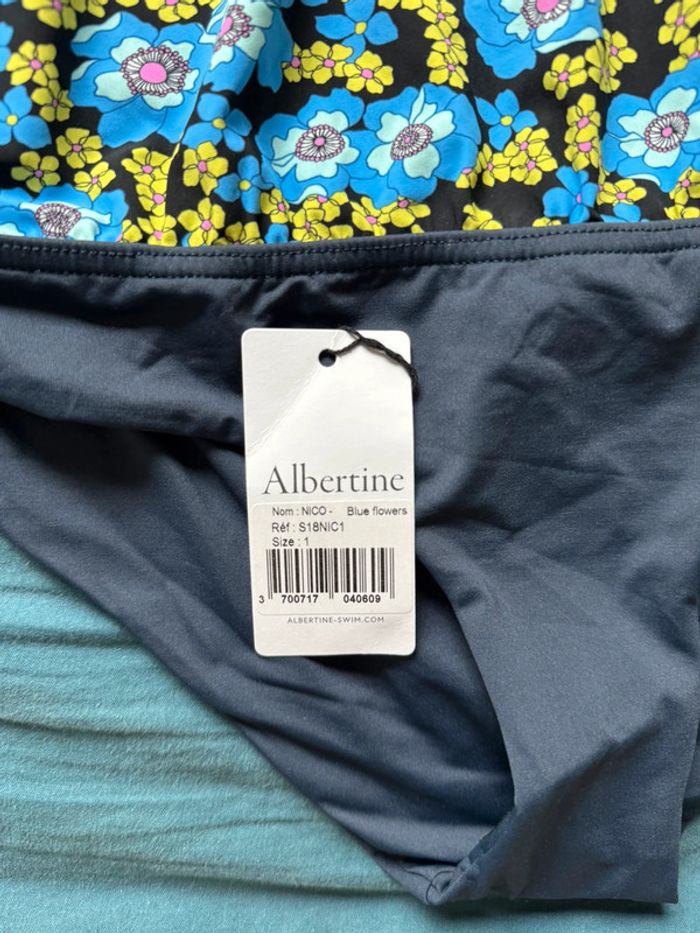 Albertine
Nom : NICO - Blue flowers
Réf : S18NIC1
Size : 1
3 700717 040609
ALBERTINE-SWIM.COM